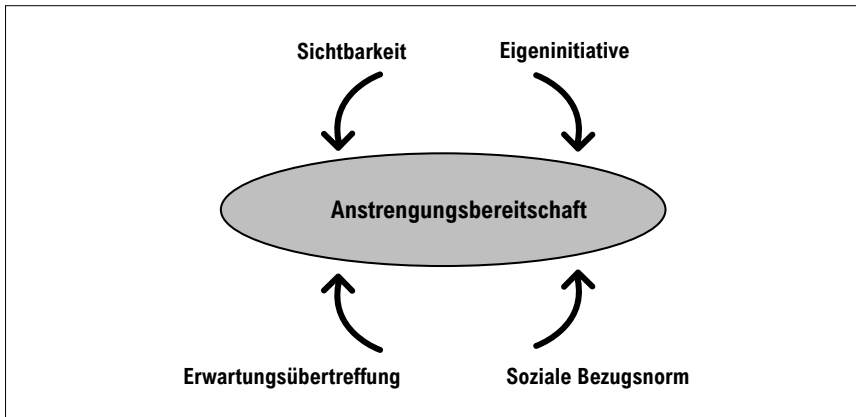 Sichtbarkeit
Eigeninitiative
Anstrengungsbereitschaft
Erwartungsübertreffung
Soziale Bezugsnorm